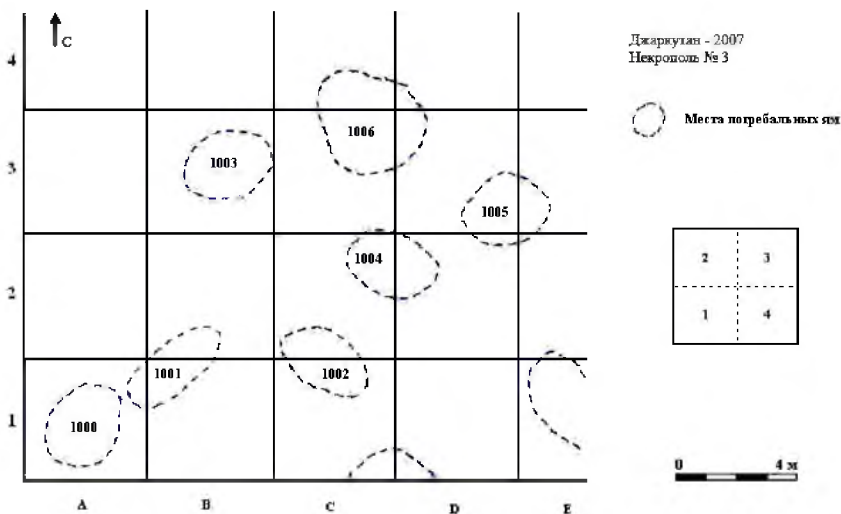 4
С
Джаркутан - 2007
Некрополь № 3
Места погребальных ям
1006
1003
3
1005
2 3
1004
2
1 4
1001
1002
1
1000
0 4 м
A B C D E